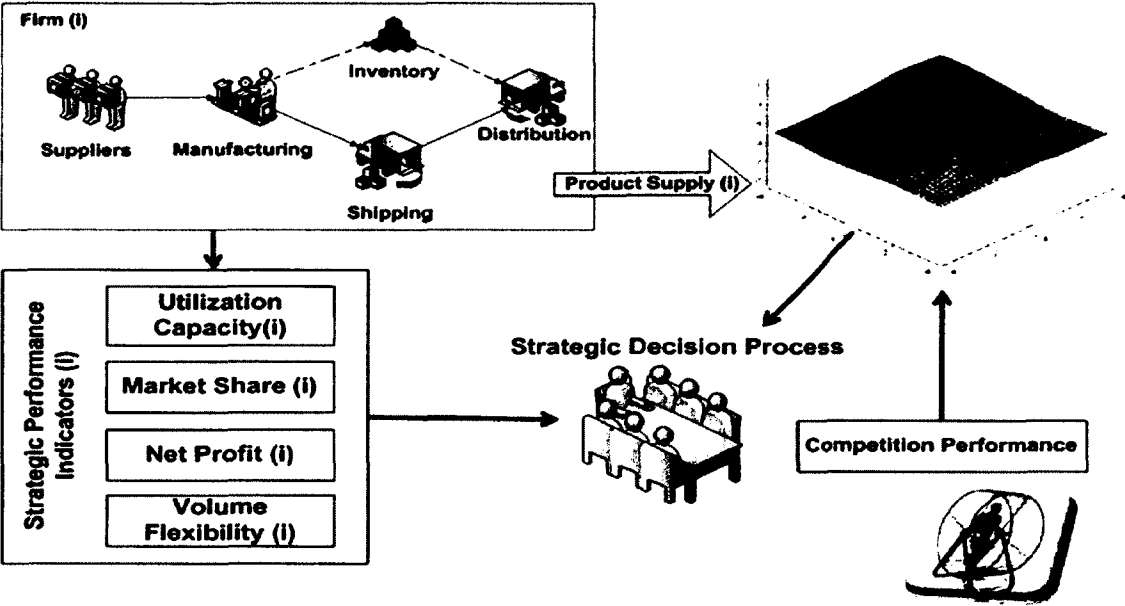 Firm (i)
Inventory
Suppliers
Manufacturing
Distribution
Shipping
Product Supply (i)
Strategic Performance
Indicators (i)
Utilization
Capacity(i)
Market Share (i)
Net Profit (i)
Volume
Flexibility (i)
Strategic Decision Process
Competition Performance